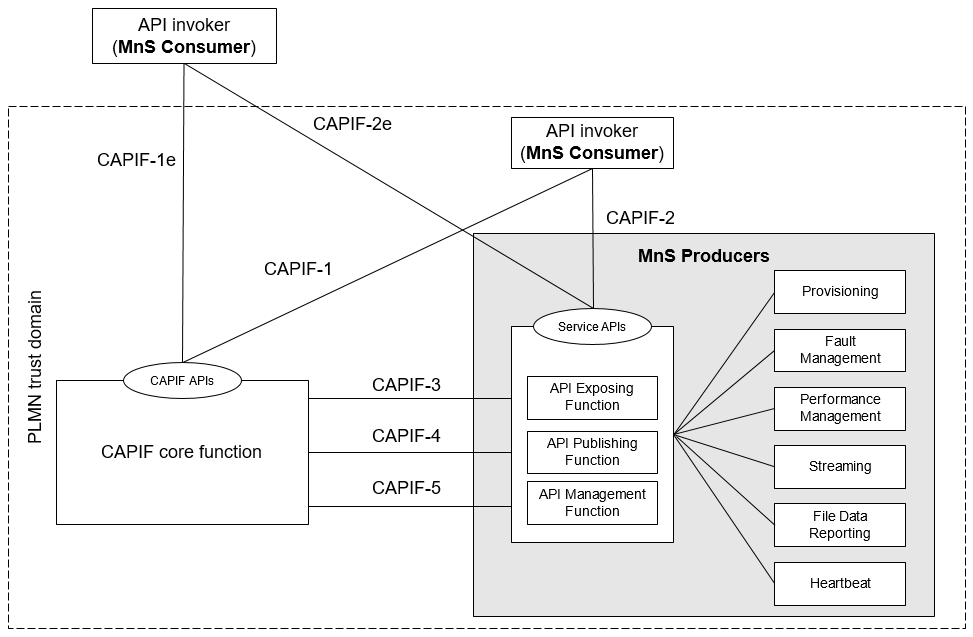 API invoker
(MnS Consumer)
CAPIF-2e
API invoker
(MnS Consumer)
CAPIF-1e
CAPIF-2
CAPIF-1
MnS Producers
PLMN trust domain
CAPIF APIs
CAPIF core function
CAPIF-3
CAPIF-4
CAPIF-5
Service APIs
API Exposing
Function
API Publishing
Function
API Management
Function
Provisioning
Fault
Management
Performance
Management
Streaming
File Data
Reporting
Heartbeat